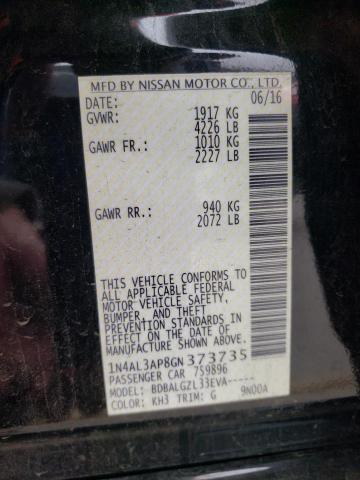 MFD BY NISSAN MOTOR CO., LTD.
DATE: 06/16
GVWR: 1917 KG
4226 LB
GAWR FR.: 1010 KG
2227 LB
GAWR RR.: 940 KG
2072 LB
THIS VEHICLE CONFORMS TO
ALL APPLICABLE FEDERAL
MOTOR VEHICLE SAFETY,
BUMPER, AND THEFT
PREVENTION STANDARDS IN
EFFECT ON THE DATE OF
MANUFACTURE SHOWN ABOVE.
1N4AL3AP8GN373735
PASSENGER CAR 759896
MODEL: BDBALGZL33EVA-----
COLOR: KH3 TRIM: G 9N00A